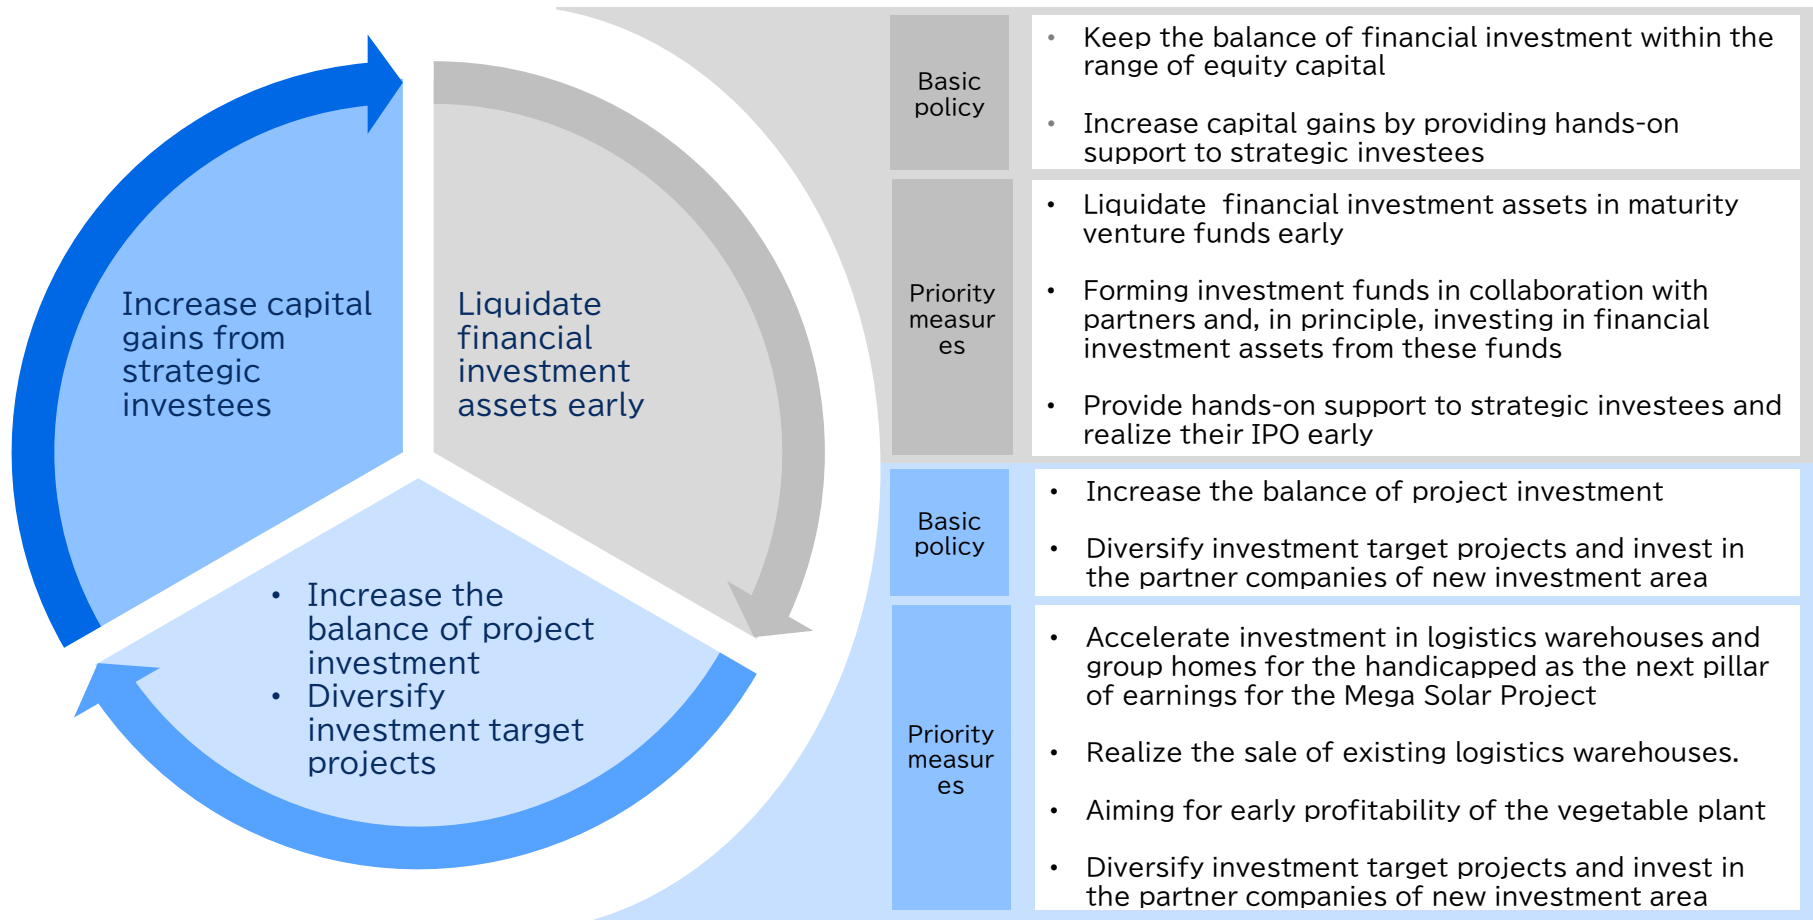 Increase capital
gains from
strategic
investees
Liquidate
financial
investment
assets early
• Increase the
balance of project
investment
• Diversify
investment target
projects
Basic
policy
• Keep the balance of financial investment within the
range of equity capital
• Increase capital gains by providing hands-on
support to strategic investees
Priority
measur
es
• Liquidate financial investment assets in maturity
venture funds early
• Forming investment funds in collaboration with
partners and, in principle, investing in financial
investment assets from these funds
• Provide hands-on support to strategic investees and
realize their IPO early
Basic
policy
• Increase the balance of project investment
• Diversify investment target projects and invest in
the partner companies of new investment area
Priority
measur
es
• Accelerate investment in logistics warehouses and
group homes for the handicapped as the next pillar
of earnings for the Mega Solar Project
• Realize the sale of existing logistics warehouses.
• Aiming for early profitability of the vegetable plant
• Diversify investment target projects and invest in
the partner companies of new investment area